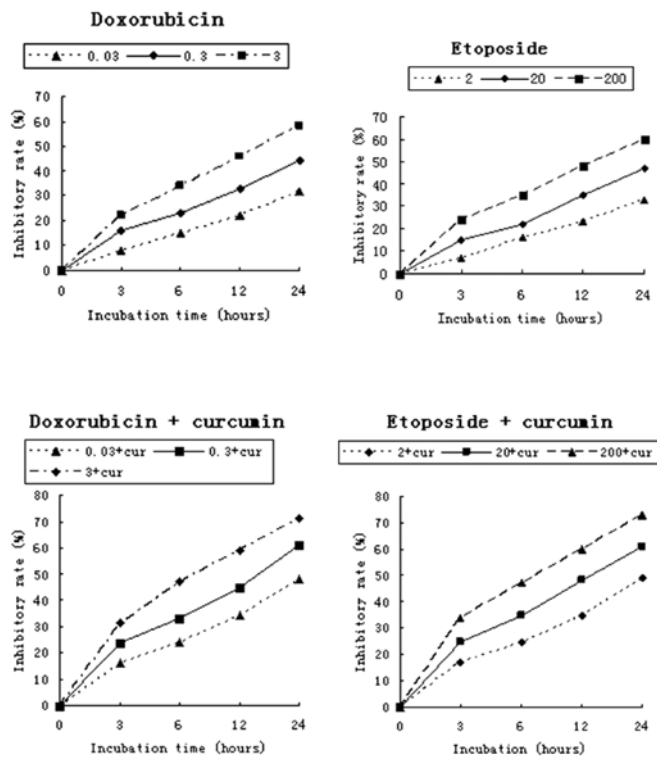 Doxorubicin
0.03 0.3 3
Inhibitory rate (%)
70
60
50
40
30
20
10
0
0 3 6 12 24
Incubation time (hours)
Etoposide
2 20 200
Inhibitory rate (%)
70
60
50
40
30
20
10
0
0 3 6 12 24
Incubation time (hours)
Doxorubicin + curcumin
0.03+cur 0.3+cur
3+cur
Inhibitory rate (%)
80
70
60
50
40
30
20
10
0
0 3 6 12 24
Incubation time (hours)
Etoposide + curcumin
2+cur 20+cur 200+cur
Inhibitory rate (%)
80
70
60
50
40
30
20
10
0
0 3 6 12 24
Incubation time (hours)